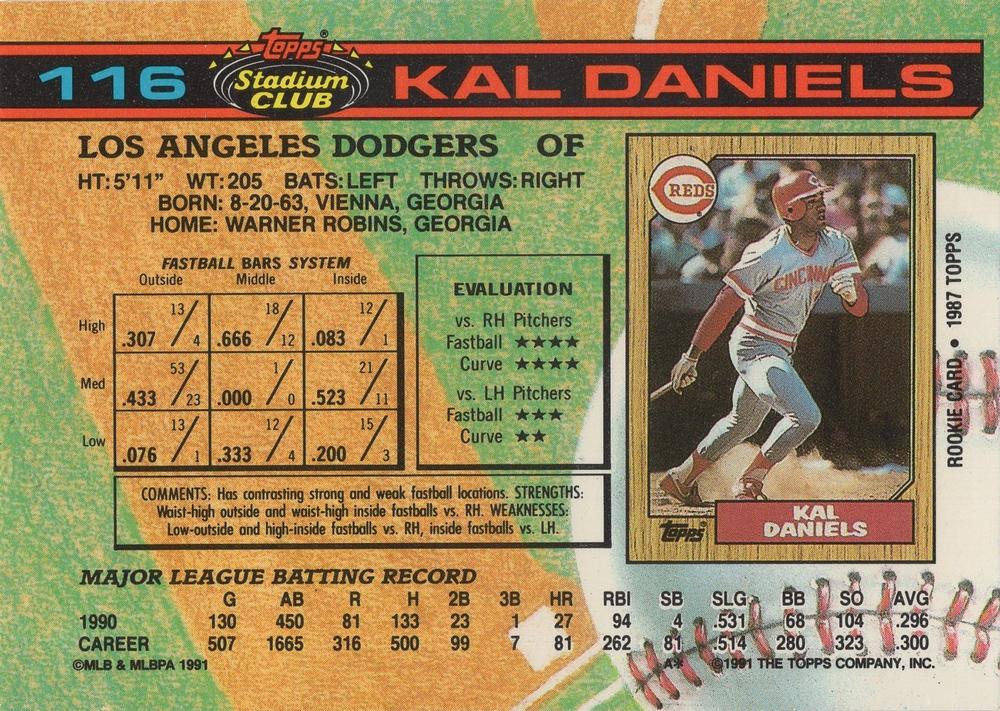 116 Topps® Stadium CLUB KAL DANIELS
LOS ANGELES DODGERS OF
HT: 5'11" WT: 205 BATS: LEFT THROWS: RIGHT
BORN: 8-20-63, VIENNA, GEORGIA
HOME: WARNER ROBINS, GEORGIA
FASTBALL BARS SYSTEM
Outside Middle Inside
High .307 13/4 .666 18/12 .083 12/1
Med .433 53/23 .000 1/0 .523 21/11
Low .076 13/1 .333 12/4 .200 15/3
EVALUATION
vs. RH Pitchers
Fastball ★★★★
Curve ★★★★
vs. LH Pitchers
Fastball ★★★
Curve ★★
COMMENTS: Has contrasting strong and weak fastball locations. STRENGTHS:
Waist-high outside and waist-high inside fastballs vs. RH. WEAKNESSES:
Low-outside and high-inside fastballs vs. RH, inside fastballs vs. LH.
REDS
CINCINNATI
Topps
KAL
DANIELS
ROOKIE CARD • 1987 TOPPS
MAJOR LEAGUE BATTING RECORD
G AB R H 2B 3B HR RBI SB SLG BB SO AVG
1990 130 450 81 133 23 1 27 94 4 .531 68 104 .296
CAREER 507 1665 316 500 99 7 81 262 81 .514 280 323 .300
©MLB & MLBPA 1991 A* ©1991 THE TOPPS COMPANY, INC.